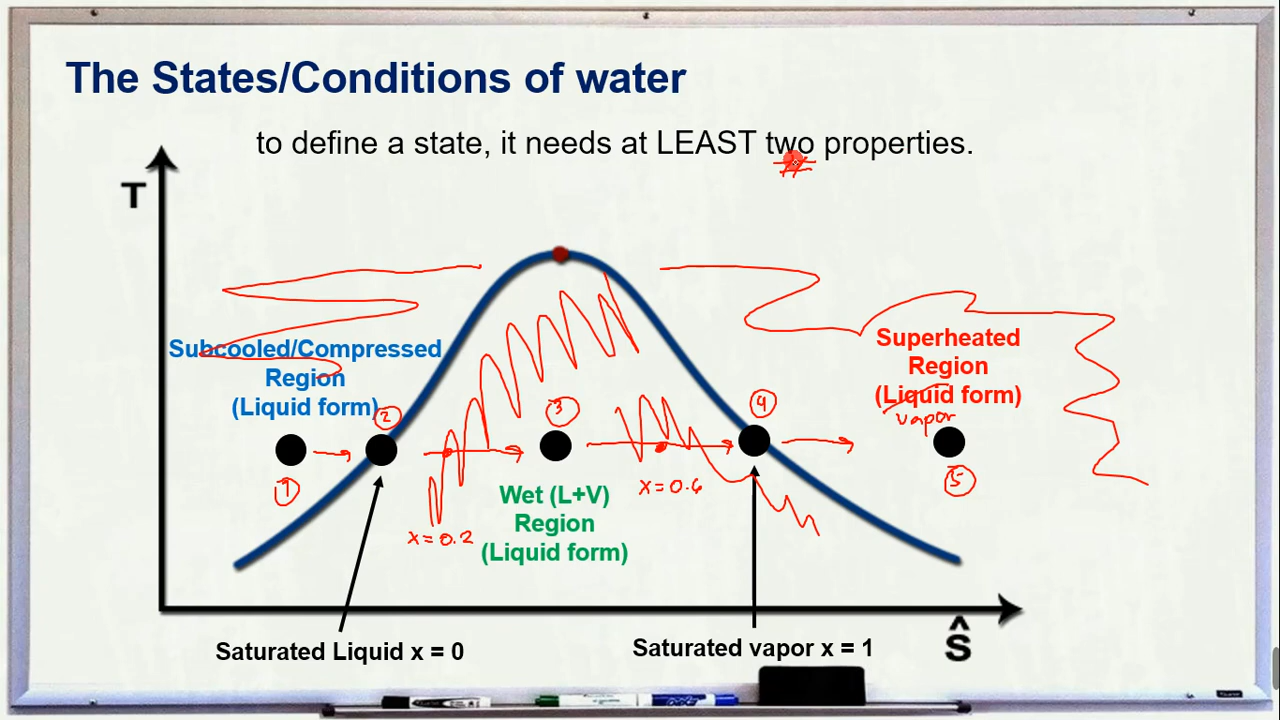 The States/Conditions of water
to define a state, it needs at LEAST two properties.
T
Subcooled/Compressed
Region
(Liquid form)
Superheated
Region
(Liquid form)
vapor
1
2
3
4
5
x=0.2
x=0.6
Wet (L+V)
Region
(Liquid form)
Saturated Liquid x = 0
Saturated vapor x = 1
Ŝ